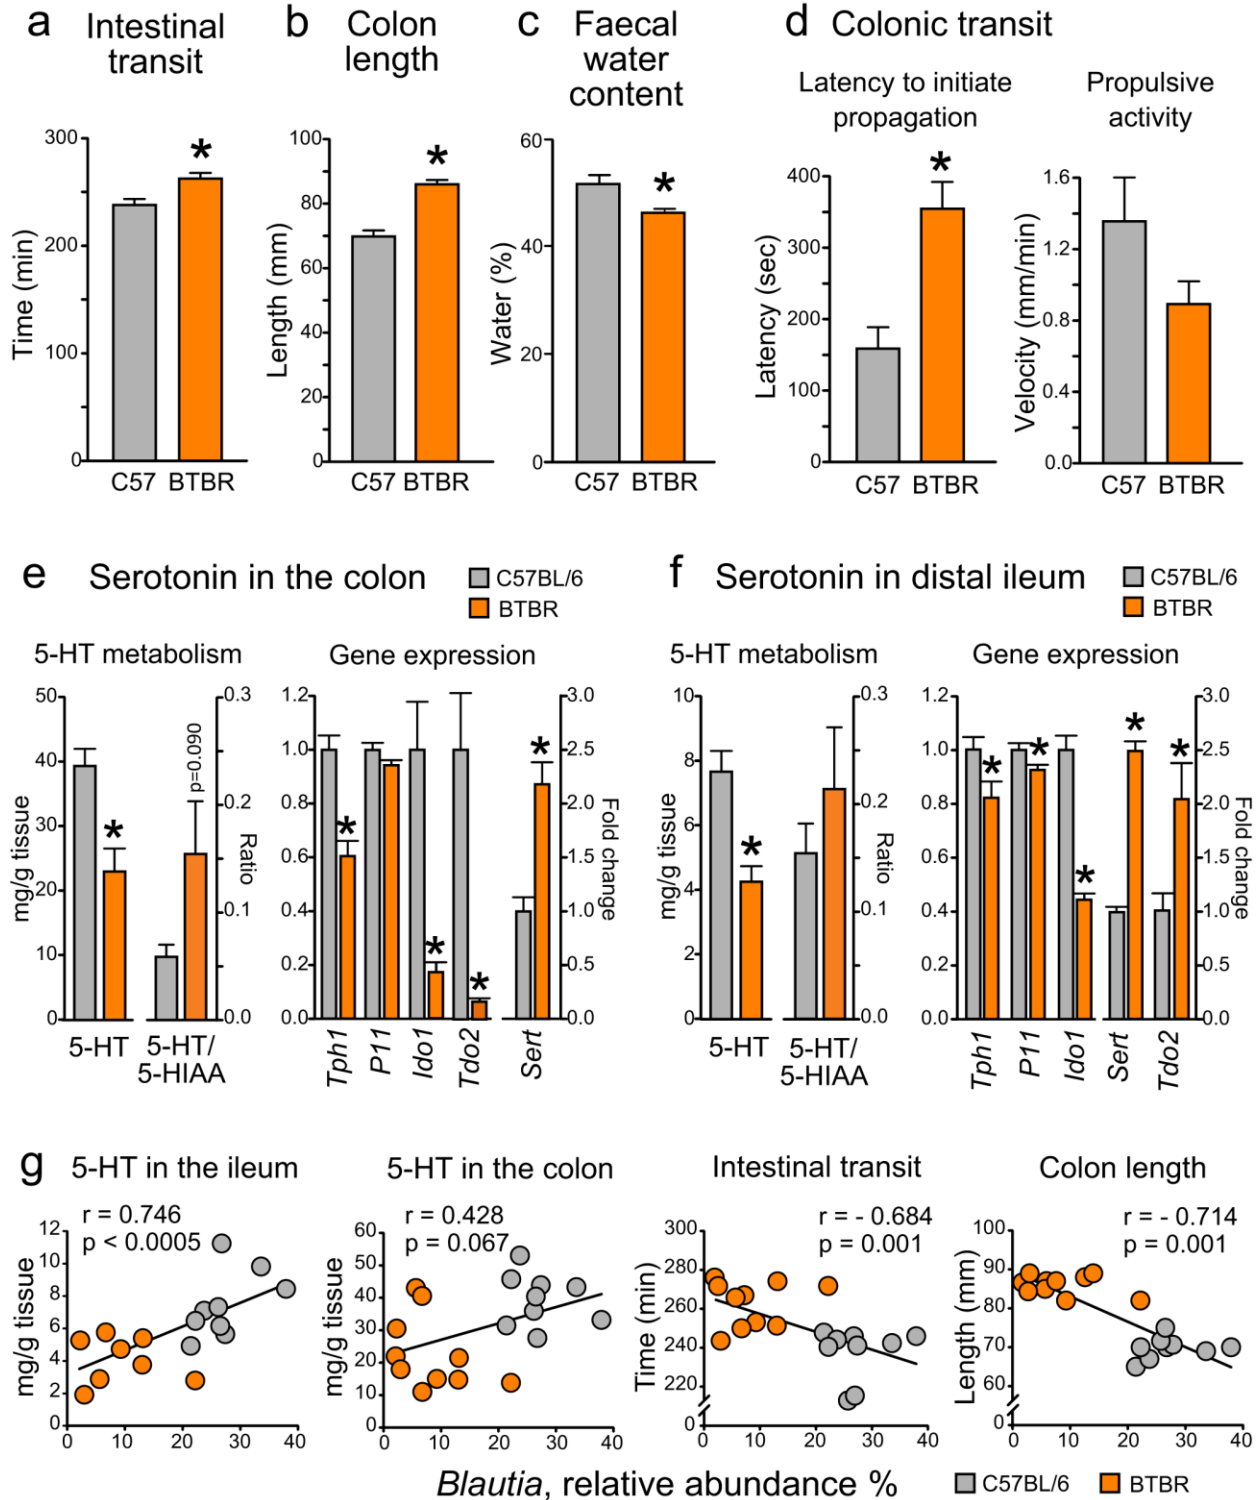 a Intestinal transit
b Colon length
c Faecal water content
d Colonic transit
Latency to initiate propagation
Propulsive activity
Time (min)
300
200
100
0
C57 BTBR
*
Length (mm)
100
80
60
40
20
0
C57 BTBR
*
Water (%)
60
40
20
0
C57 BTBR
*
Latency (sec)
400
300
200
100
0
C57 BTBR
*
Velocity (mm/min)
1.6
1.2
0.8
0.4
0.0
C57 BTBR
e Serotonin in the colon
C57BL/6
BTBR
5-HT metabolism
Gene expression
mg/g tissue
50
40
30
20
10
0
*
p=0.060
0.3
0.2
0.1
0.0
Ratio
5-HT
5-HT/
5-HIAA
1.2
1.0
0.8
0.6
0.4
0.2
0.0
*
*
*
*
3.0
2.5
2.0
1.5
1.0
0.5
0.0
Fold change
Tph1
P11
Ido1
Tdo2
Sert
f Serotonin in distal ileum
C57BL/6
BTBR
5-HT metabolism
Gene expression
mg/g tissue
10
8
6
4
2
0
*
0.3
0.2
0.1
0.0
Ratio
5-HT
5-HT/
5-HIAA
1.2
1.0
0.8
0.6
0.4
0.2
0.0
*
*
*
*
*
3.0
2.5
2.0
1.5
1.0
0.5
0.0
Fold change
Tph1
P11
Ido1
Sert
Tdo2
g 5-HT in the ileum
r = 0.746
p < 0.0005
mg/g tissue
12
10
8
6
4
2
0
0 10 20 30 40
5-HT in the colon
r = 0.428
p = 0.067
mg/g tissue
60
50
40
30
20
10
0
0 10 20 30 40
Intestinal transit
r = - 0.684
p = 0.001
Time (min)
300
260
220
0
0 10 20 30 40
Colon length
r = - 0.714
p = 0.001
Length (mm)
100
90
80
70
60
0
0 10 20 30 40
Blautia, relative abundance %
C57BL/6
BTBR